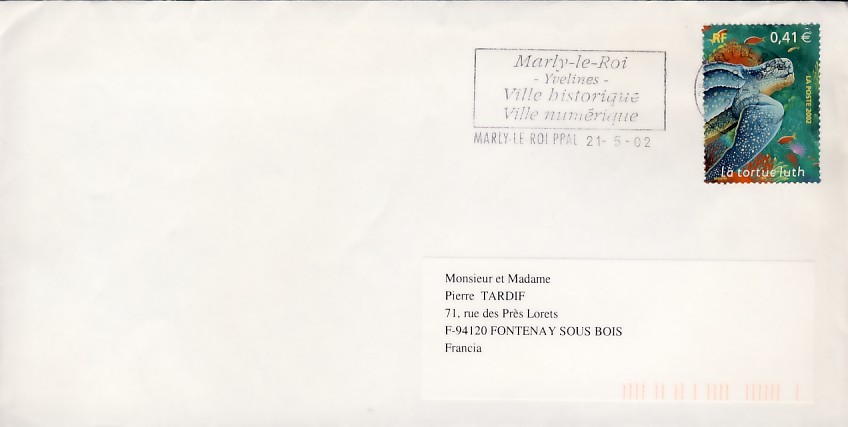 Marly-le-Roi
- Yvelines -
Ville historique
Ville numérique
MARLY-LE ROI PPAL 21- 5 - 02
RF 0,41 €
LA POSTE 2002
La tortue luth
Monsieur et Madame
Pierre TARDIF
71, rue des Près Lorets
F-94120 FONTENAY SOUS BOIS
Francia